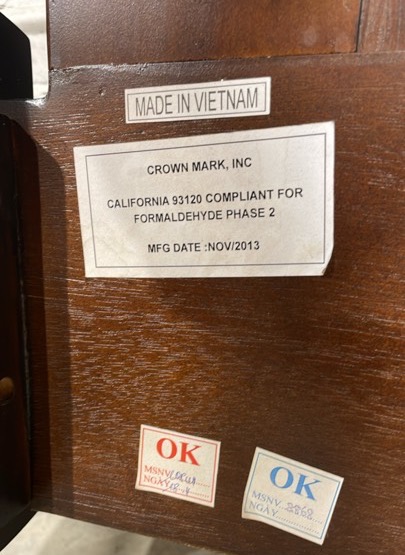 MADE IN VIETNAM
CROWN MARK, INC
CALIFORNIA 93120 COMPLIANT FOR
FORMALDEHYDE PHASE 2
MFG DATE :NOV/2013
OK
MSNV
NGÀY
OK
MSNV 3868
NGÀY